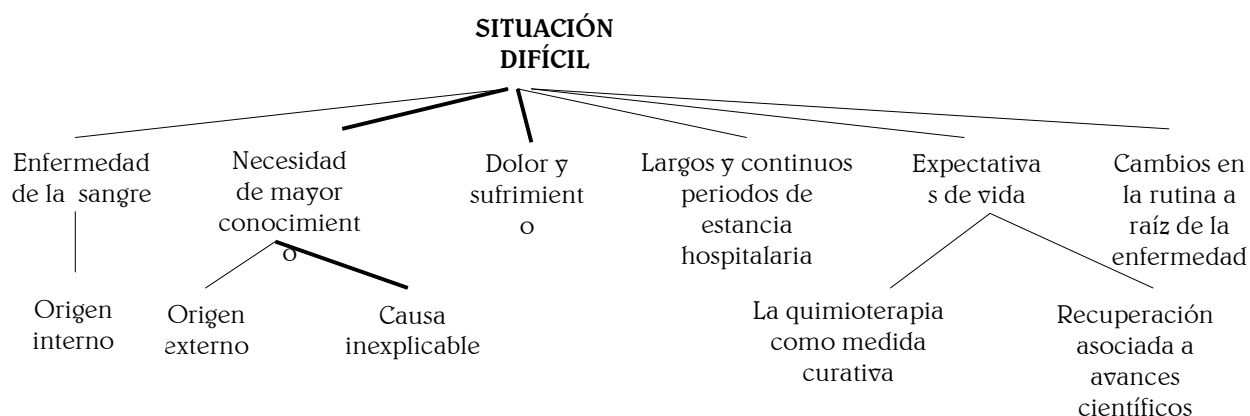 SITUACIÓN
DIFÍCIL
Enfermedad
de la sangre
Necesidad
de mayor
conocimient
o
Dolor y
sufrimient
o
Largos y continuos
periodos de
estancia
hospitalaria
Expectativa
s de vida
Cambios en
la rutina a
raíz de la
enfermedad
Origen
interno
Origen
externo
Causa
inexplicable
La quimioterapia
como medida
curativa
Recuperación
asociada a
avances
científicos